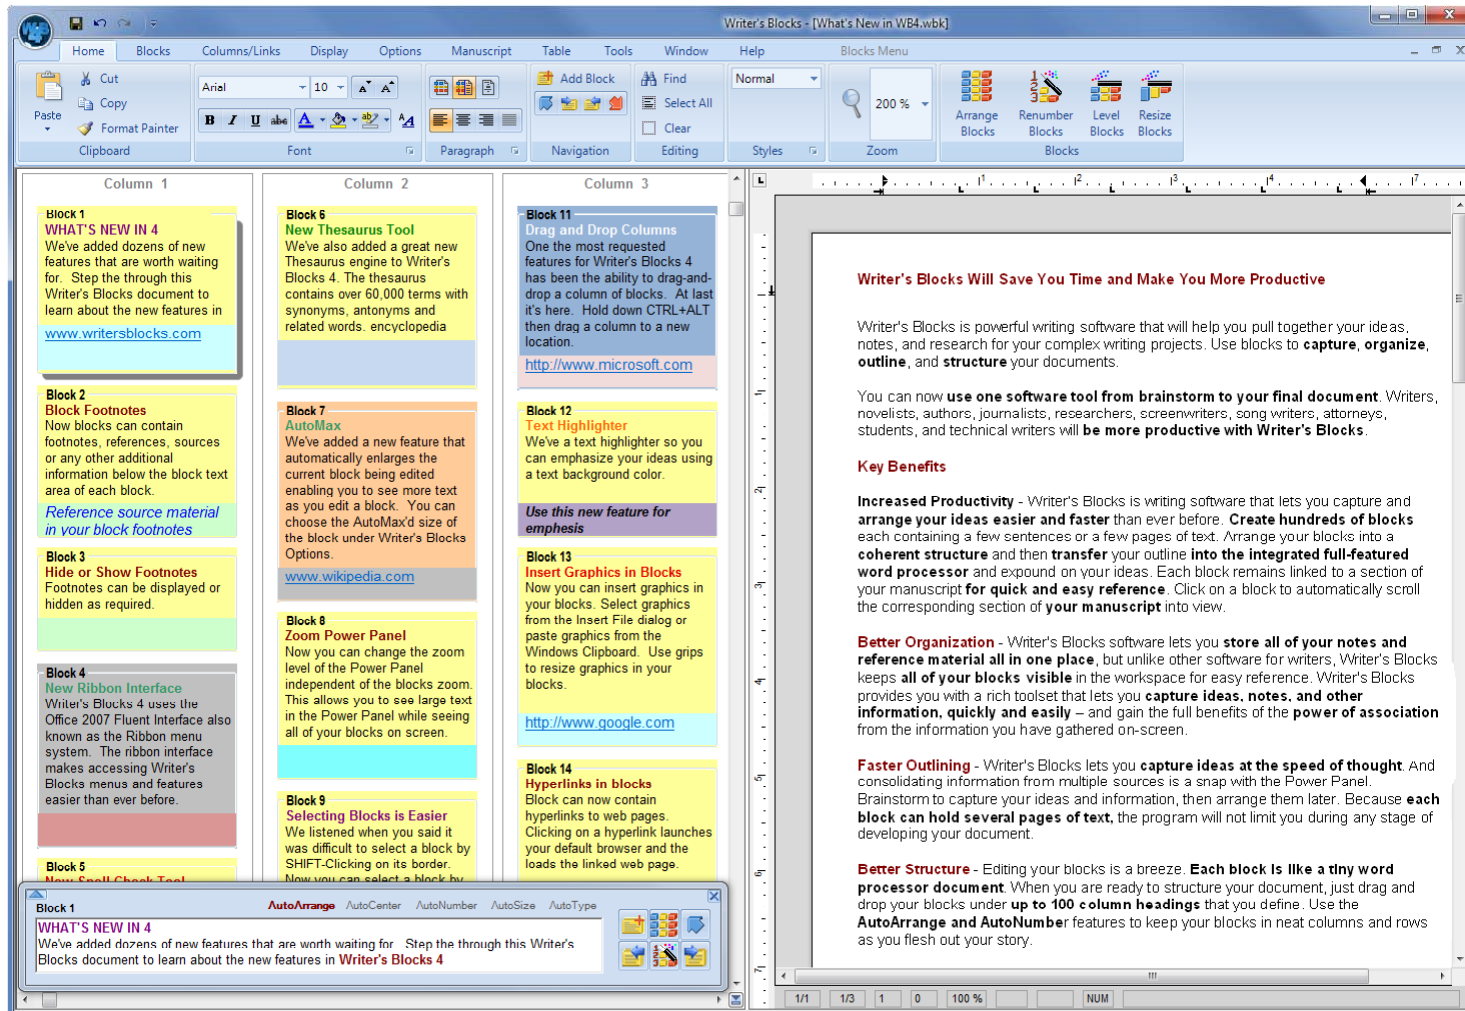 Writer's Blocks - [What's New in WB4.wbk]
Home Blocks Columns/Links Display Options Manuscript Table Tools Window Help Blocks Menu
Paste
Cut
Copy
Format Painter
Clipboard
Arial 10
B I U abc A ab2 A
Font
Paragraph
Add Block
Navigation
Find
Select All
Clear
Editing
Normal
Styles
200 %
Zoom
Arrange Blocks
Renumber Blocks
Level Blocks
Resize Blocks
Blocks
Column 1
Block 1
WHAT'S NEW IN 4
We've added dozens of new
features that are worth waiting
for. Step the through this
Writer's Blocks document to
learn about the new features in
www.writersblocks.com
Block 2
Block Footnotes
Now blocks can contain
footnotes, references, sources
or any other additional
information below the block text
area of each block.
Reference source material
in your block footnotes
Block 3
Hide or Show Footnotes
Footnotes can be displayed or
hidden as required.
Block 4
New Ribbon Interface
Writer's Blocks 4 uses the
Office 2007 Fluent Interface also
known as the Ribbon menu
system. The ribbon interface
makes accessing Writer's
Blocks menus and features
easier than ever before.
Block 5
New Spell Check Tool
Column 2
Block 6
New Thesaurus Tool
We've also added a great new
Thesaurus engine to Writer's
Blocks 4. The thesaurus
contains over 60,000 terms with
synonyms, antonyms and
related words. encyclopedia
Block 7
AutoMax
We've added a new feature that
automatically enlarges the
current block being edited
enabling you to see more text
as you edit a block. You can
choose the AutoMax'd size of
the block under Writer's Blocks
Options.
www.wikipedia.com
Block 8
Zoom Power Panel
Now you can change the zoom
level of the Power Panel
independent of the blocks zoom.
This allows you to see large text
in the Power Panel while seeing
all of your blocks on screen.
Block 9
Selecting Blocks is Easier
We listened when you said it
was difficult to select a block by
SHIFT-Clicking on its border.
Now you can select a block by
Column 3
Block 11
Drag and Drop Columns
One the most requested
features for Writer's Blocks 4
has been the ability to drag-and-
drop a column of blocks. At last
it's here. Hold down CTRL+ALT
then drag a column to a new
location.
http://www.microsoft.com
Block 12
Text Highlighter
We've a text highlighter so you
can emphasize your ideas using
a text background color.
Use this new feature for
emphesis
Block 13
Insert Graphics in Blocks
Now you can insert graphics in
your blocks. Select graphics
from the Insert File dialog or
paste graphics from the
Windows Clipboard. Use grips
to resize graphics in your
blocks.
http://www.google.com
Block 14
Hyperlinks in blocks
Block can now contain
hyperlinks to web pages.
Clicking on a hyperlink launches
your default browser and the
loads the linked web page.
Block 1 AutoArrange AutoCenter AutoNumber AutoSize AutoType
WHAT'S NEW IN 4
We've added dozens of new features that are worth waiting for. Step the through this Writer's
Blocks document to learn about the new features in Writer's Blocks 4
1 2 3 4 7
1 2 3 4 5 6 7
Writer's Blocks Will Save You Time and Make You More Productive
Writer's Blocks is powerful writing software that will help you pull together your ideas,
notes, and research for your complex writing projects. Use blocks to capture, organize,
outline, and structure your documents.
You can now use one software tool from brainstorm to your final document. Writers,
novelists, authors, journalists, researchers, screenwriters, song writers, attorneys,
students, and technical writers will be more productive with Writer's Blocks.
Key Benefits
Increased Productivity - Writer's Blocks is writing software that lets you capture and
arrange your ideas easier and faster than ever before. Create hundreds of blocks
each containing a few sentences or a few pages of text. Arrange your blocks into a
coherent structure and then transfer your outline into the integrated full-featured
word processor and expound on your ideas. Each block remains linked to a section of
your manuscript for quick and easy reference. Click on a block to automatically scroll
the corresponding section of your manuscript into view.
Better Organization - Writer's Blocks software lets you store all of your notes and
reference material all in one place, but unlike other software for writers, Writer's Blocks
keeps all of your blocks visible in the workspace for easy reference. Writer's Blocks
provides you with a rich toolset that lets you capture ideas, notes, and other
information, quickly and easily – and gain the full benefits of the power of association
from the information you have gathered on-screen.
Faster Outlining - Writer's Blocks lets you capture ideas at the speed of thought. And
consolidating information from multiple sources is a snap with the Power Panel.
Brainstorm to capture your ideas and information, then arrange them later. Because each
block can hold several pages of text, the program will not limit you during any stage of
developing your document.
Better Structure - Editing your blocks is a breeze. Each block is like a tiny word
processor document. When you are ready to structure your document, just drag and
drop your blocks under up to 100 column headings that you define. Use the
AutoArrange and AutoNumber features to keep your blocks in neat columns and rows
as you flesh out your story.
1/1 1/3 1 0 100 % NUM